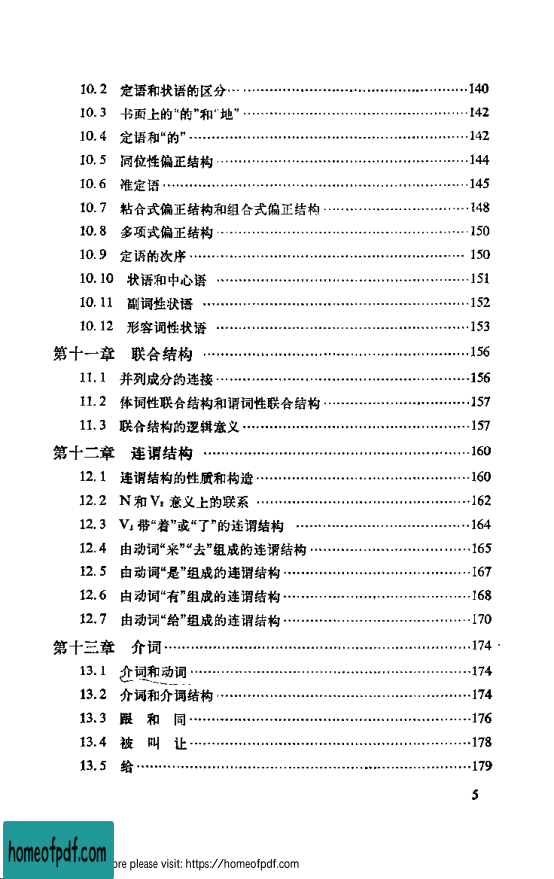 10.2 定语和状语的区分……140
10.3 书面上的“的”和“地”……142
10.4 定语和“的”……142
10.5 同位性偏正结构……144
10.6 准定语……145
10.7 粘合式偏正结构和组合式偏正结构……148
10.8 多项式偏正结构……150
10.9 定语的次序……150
10.10 状语和中心语……151
10.11 副词性状语……152
10.12 形容词性状语……153
第十一章 联合结构……156
11.1 并列成分的连接……156
11.2 体词性联合结构和谓词性联合结构……157
11.3 联合结构的逻辑意义……157
第十二章 连谓结构……160
12.1 连谓结构的性质和构造……160
12.2 N和V₂意义上的联系……162
12.3 V₁带“着”或“了”的连谓结构……164
12.4 由动词“来”“去”组成的连谓结构……165
12.5 由动词“是”组成的连谓结构……167
12.6 由动词“有”组成的连谓结构……168
12.7 由动词“给”组成的连谓结构……170
第十三章 介词……174
13.1 介词和动词……174
13.2 介词和介词结构……174
13.3 跟 和 同……176
13.4 被 叫 让……178
13.5 给……179
5
homeofpdf.com
ore please visit: https://homeofpdf.com